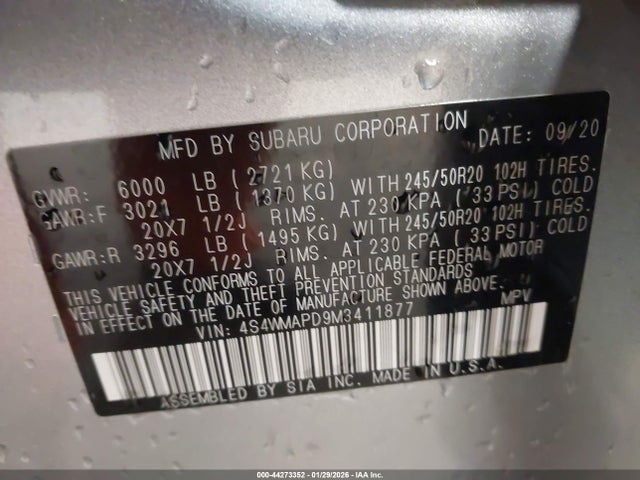 MFD BY SUBARU CORPORATION DATE: 09/20
GVWR: 6000 LB ( 2721 KG)
GAWR:F 3021 LB ( 1370 KG) WITH 245/50R20 102H TIRES.
20X7 1/2J RIMS. AT 230 KPA ( 33 PSI) COLD
GAWR:R 3296 LB ( 1495 KG) WITH 245/50R20 102H TIRES.
20X7 1/2J RIMS. AT 230 KPA ( 33 PSI) COLD
THIS VEHICLE CONFORMS TO ALL APPLICABLE FEDERAL MOTOR
VEHICLE SAFETY AND THEFT PREVENTION STANDARDS
IN EFFECT ON THE DATE OF MANUFACTURE SHOWN ABOVE.
VIN: 4S4WMAPD9M3411877 MPV
ASSEMBLED BY SIA INC. MADE IN U.S.A.
000-44273352 - 01/29/2026 - IAA Inc.